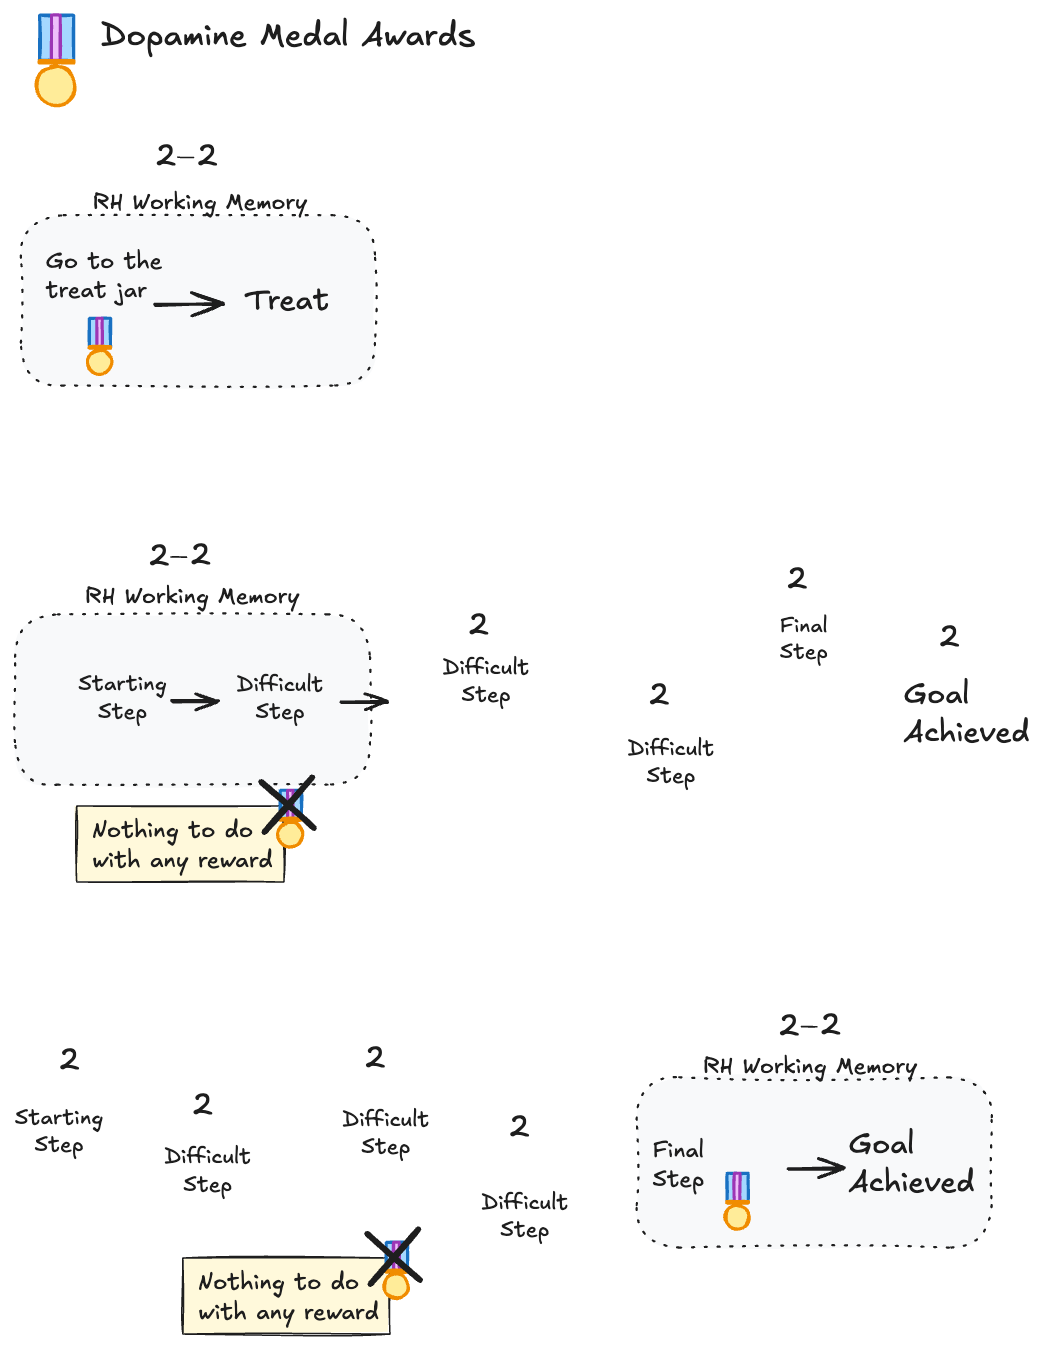 Dopamine Medal Awards
2-2
RH Working Memory
Go to the
treat jar
Treat
2-2
RH Working Memory
Starting
Step
Difficult
Step
2
Difficult
Step
2
Difficult
Step
2
Final
Step
2
Goal
Achieved
Nothing to do
with any reward
2
Starting
Step
2
Difficult
Step
2
Difficult
Step
2
Difficult
Step
2-2
RH Working Memory
Final
Step
Goal
Achieved
Nothing to do
with any reward